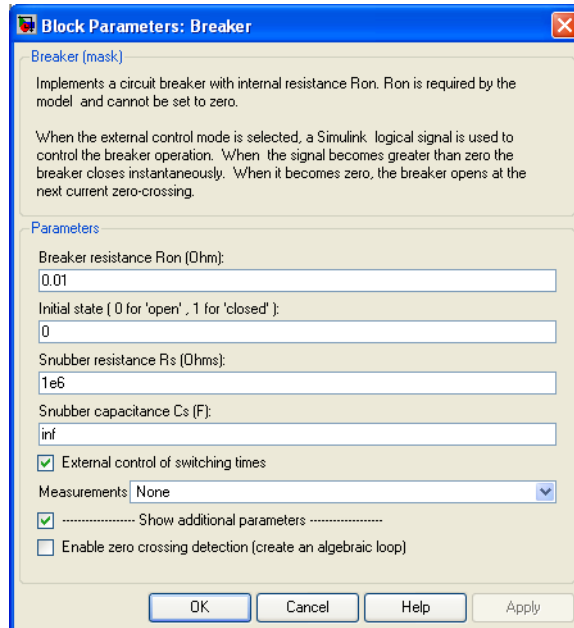 Block Parameters: Breaker
Breaker (mask)
Implements a circuit breaker with internal resistance Ron. Ron is required by the
model and cannot be set to zero.
When the external control mode is selected, a Simulink logical signal is used to
control the breaker operation. When the signal becomes greater than zero the
breaker closes instantaneously. When it becomes zero, the breaker opens at the
next current zero-crossing.
Parameters
Breaker resistance Ron (Ohm):
0.01
Initial state ( 0 for 'open' , 1 for 'closed' ):
0
Snubber resistance Rs (Ohms):
1e6
Snubber capacitance Cs (F):
inf
External control of switching times
Measurements None
------------------ Show additional parameters ------------------
Enable zero crossing detection (create an algebraic loop)
OK Cancel Help Apply